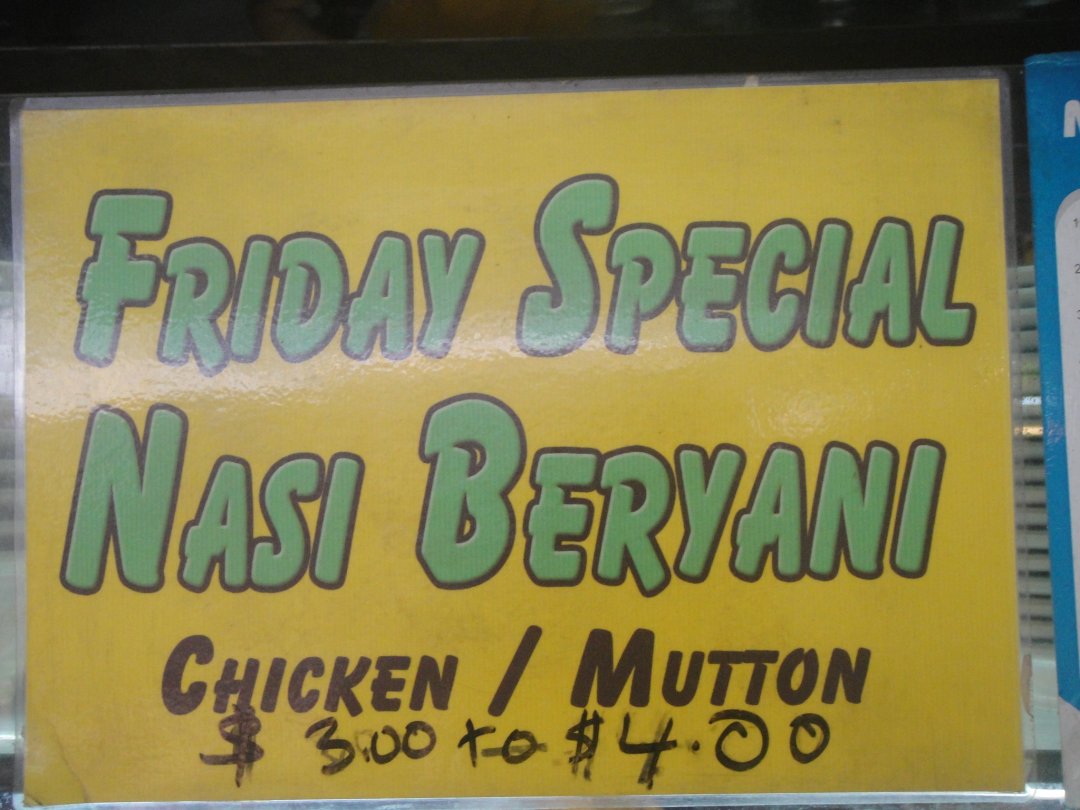 FRIDAY SPECIAL
NASI BERYANI
CHICKEN / MUTTON
$ 3.00 to $4.00